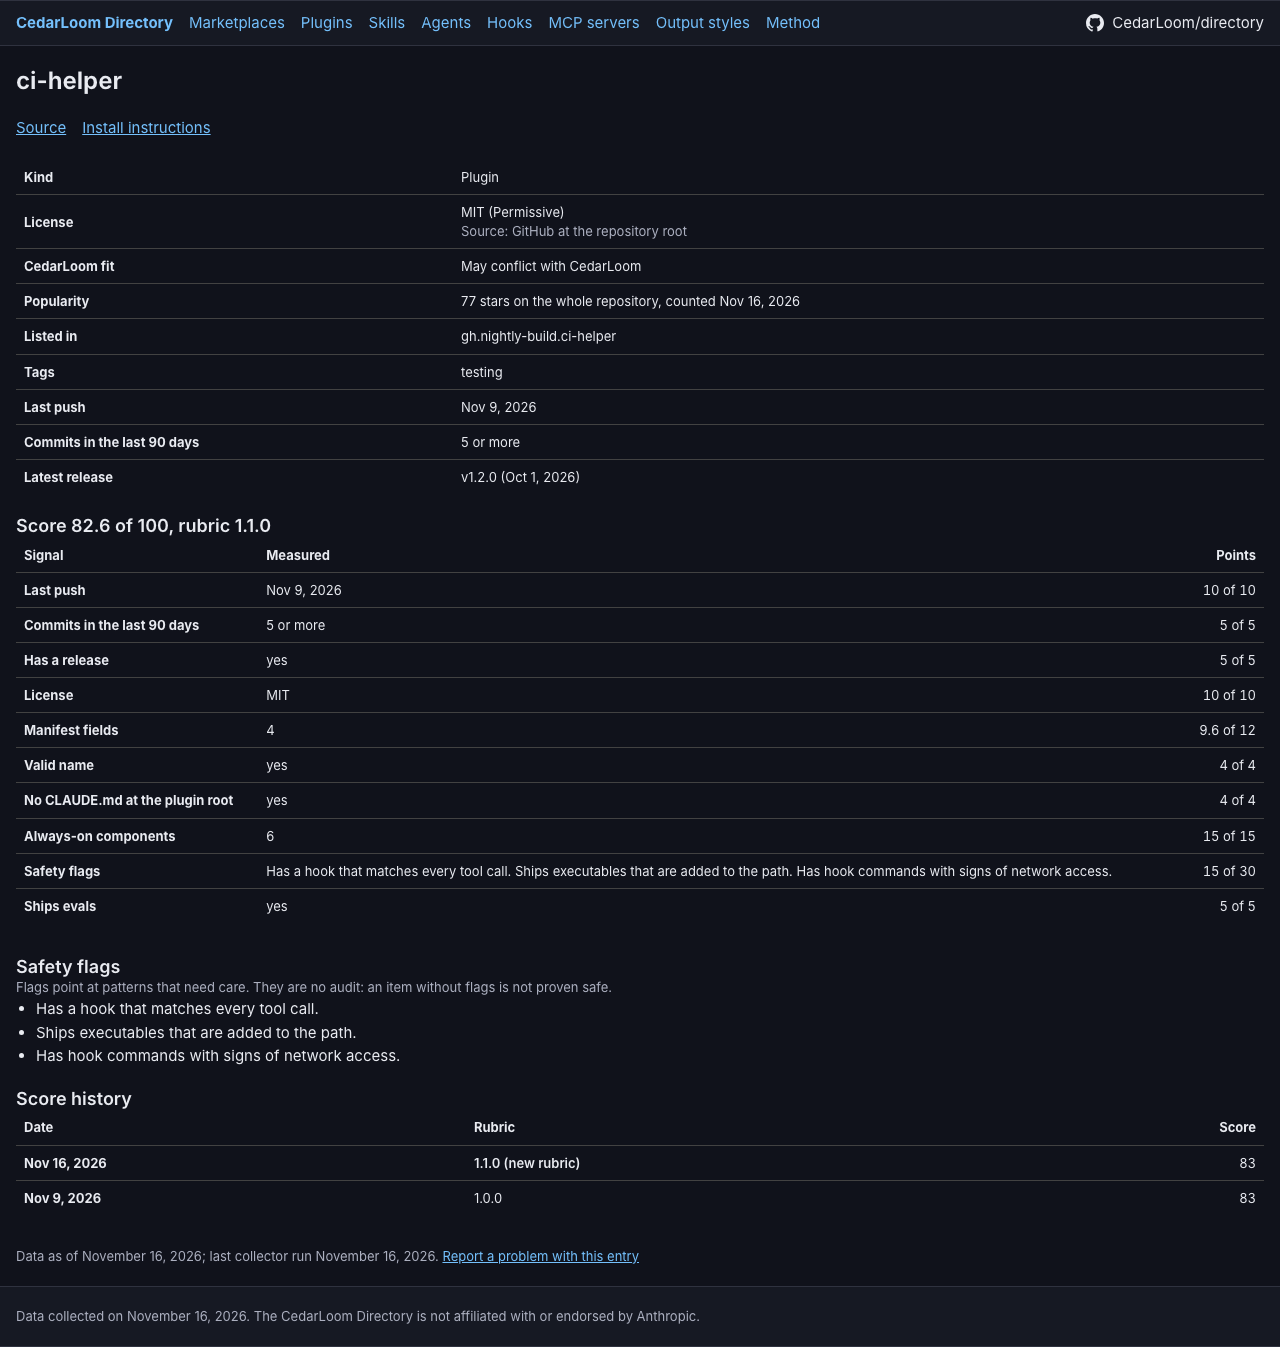 CedarLoom Directory Marketplaces Plugins Skills Agents Hooks MCP servers Output styles Method CedarLoom/directory
ci-helper
Source Install instructions
Kind Plugin
License MIT (Permissive)
Source: GitHub at the repository root
CedarLoom fit May conflict with CedarLoom
Popularity 77 stars on the whole repository, counted Nov 16, 2026
Listed in gh.nightly-build.ci-helper
Tags testing
Last push Nov 9, 2026
Commits in the last 90 days 5 or more
Latest release v1.2.0 (Oct 1, 2026)
Score 82.6 of 100, rubric 1.1.0
Signal Measured Points
Last push Nov 9, 2026 10 of 10
Commits in the last 90 days 5 or more 5 of 5
Has a release yes 5 of 5
License MIT 10 of 10
Manifest fields 4 9.6 of 12
Valid name yes 4 of 4
No CLAUDE.md at the plugin root yes 4 of 4
Always-on components 6 15 of 15
Safety flags Has a hook that matches every tool call. Ships executables that are added to the path. Has hook commands with signs of network access. 15 of 30
Ships evals yes 5 of 5
Safety flags
Flags point at patterns that need care. They are no audit: an item without flags is not proven safe.
• Has a hook that matches every tool call.
• Ships executables that are added to the path.
• Has hook commands with signs of network access.
Score history
Date Rubric Score
Nov 16, 2026 1.1.0 (new rubric) 83
Nov 9, 2026 1.0.0 83
Data as of November 16, 2026; last collector run November 16, 2026. Report a problem with this entry
Data collected on November 16, 2026. The CedarLoom Directory is not affiliated with or endorsed by Anthropic.